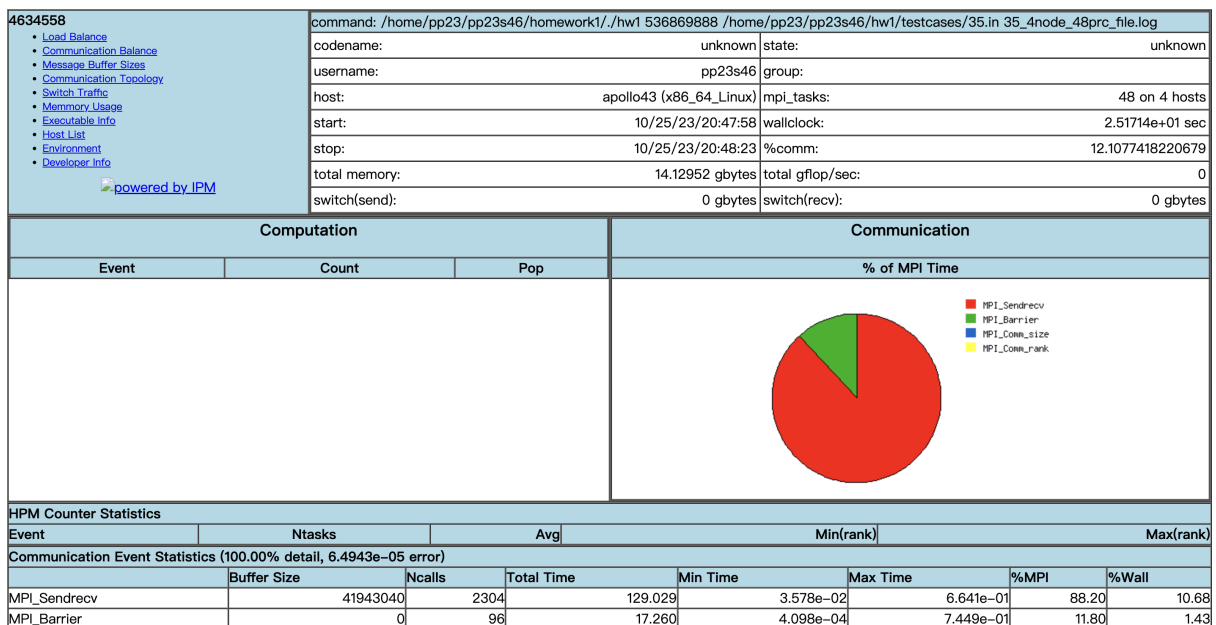 4634558
Load Balance
Communication Balance
Message Buffer Sizes
Communication Topology
Switch Traffic
Memmory Usage
Executable Info
Host List
Environment
Developer Info
powered by IPM
command: /home/pp23/pp23s46/homework1/./hw1 536869888 /home/pp23/pp23s46/hw1/testcases/35.in 35_4node_48prc_file.log
codename: unknown state: unknown
username: pp23s46 group:
host: apollo43 (x86_64_Linux) mpi_tasks: 48 on 4 hosts
start: 10/25/23/20:47:58 wallclock: 2.51714e+01 sec
stop: 10/25/23/20:48:23 %comm: 12.1077418220679
total memory: 14.12952 gbytes total gflop/sec: 0
switch(send): 0 gbytes switch(recv): 0 gbytes
Computation
Event Count Pop
Communication
% of MPI Time
MPI_Sendrecv
MPI_Barrier
MPI_Comm_size
MPI_Comm_rank
HPM Counter Statistics
Event Ntasks Avg Min(rank) Max(rank)
Communication Event Statistics (100.00% detail, 6.4943e-05 error)
Buffer Size Ncalls Total Time Min Time Max Time %MPI %Wall
MPI_Sendrecv 41943040 2304 129.029 3.578e-02 6.641e-01 88.20 10.68
MPI_Barrier 0 96 17.260 4.098e-04 7.449e-01 11.80 1.43